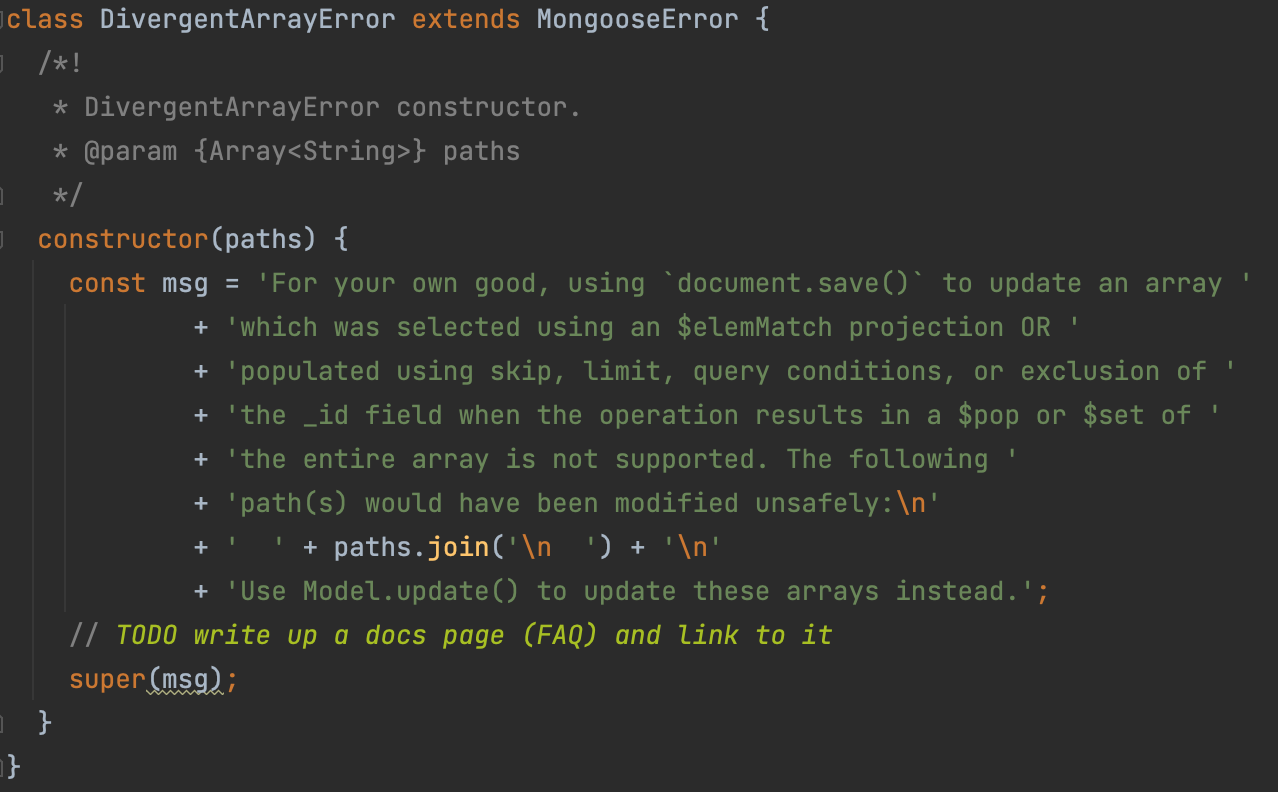 class DivergentArrayError extends MongooseError {
  /*!
   * DivergentArrayError constructor.
   * @param {Array<String>} paths
   */
  constructor(paths) {
    const msg = 'For your own good, using `document.save()` to update an array '
            + 'which was selected using an $elemMatch projection OR '
            + 'populated using skip, limit, query conditions, or exclusion of '
            + 'the _id field when the operation results in a $pop or $set of '
            + 'the entire array is not supported. The following '
            + 'path(s) would have been modified unsafely:\n'
            + '  ' + paths.join('\n  ') + '\n'
            + 'Use Model.update() to update these arrays instead.';
    // TODO write up a docs page (FAQ) and link to it
    super(msg);
  }
}